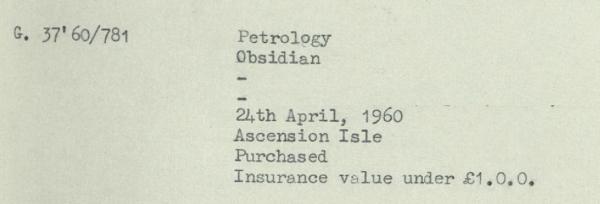 G. 37'60/781 Petrology
Obsidian
-
-
24th April, 1960
Ascension Isle
Purchased
Insurance value under £1.0.0.